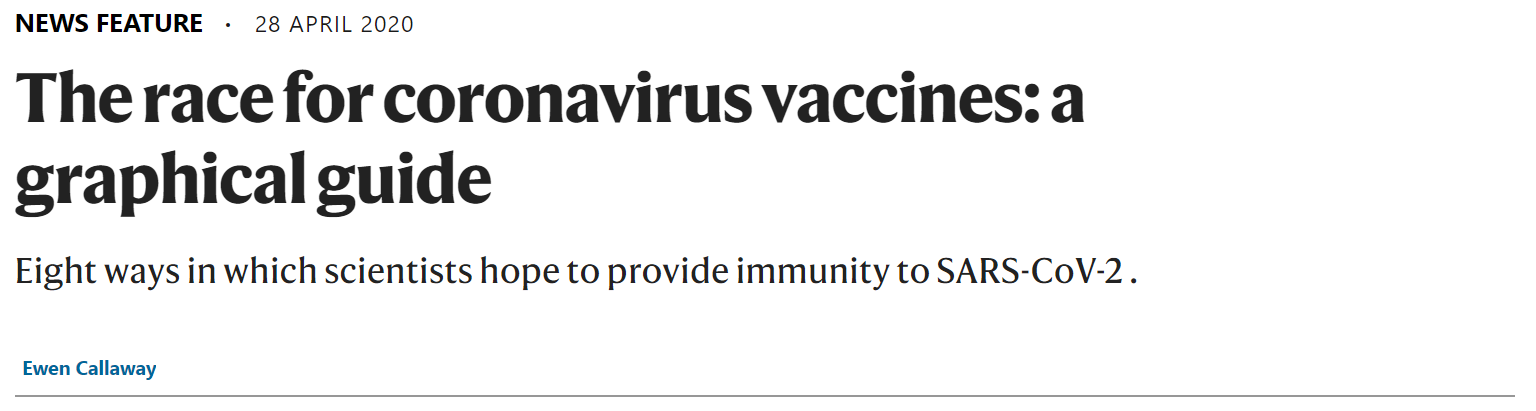 NEWS FEATURE · 28 APRIL 2020
The race for coronavirus vaccines: a
graphical guide
Eight ways in which scientists hope to provide immunity to SARS-CoV-2 .
Ewen Callaway